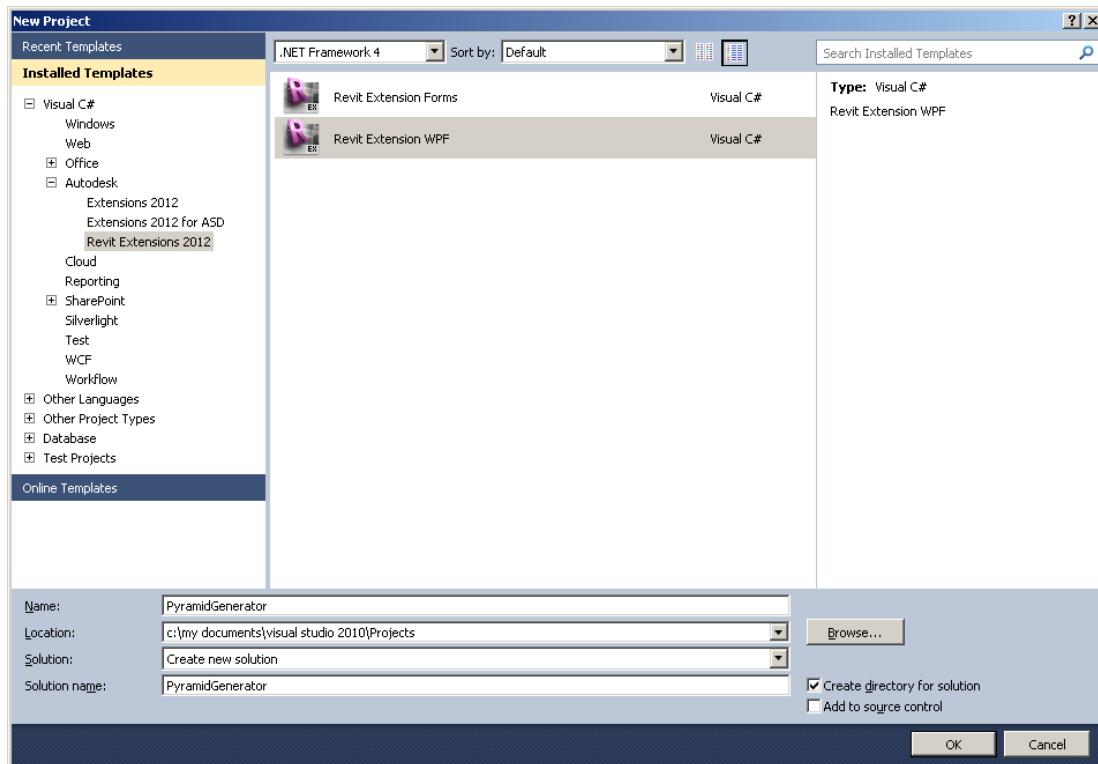 New Project
Recent Templates
Installed Templates
Visual C#
Windows
Web
Office
Autodesk
Extensions 2012
Extensions 2012 for ASD
Revit Extensions 2012
Cloud
Reporting
SharePoint
Silverlight
Test
WCF
Workflow
Other Languages
Other Project Types
Database
Test Projects
Online Templates
.NET Framework 4 Sort by: Default
Revit Extension Forms Visual C#
Revit Extension WPF Visual C#
Search Installed Templates
Type: Visual C#
Revit Extension WPF
Name: PyramidGenerator
Location: c:\my documents\visual studio 2010\Projects Browse...
Solution: Create new solution
Solution name: PyramidGenerator
Create directory for solution
Add to source control
OK Cancel